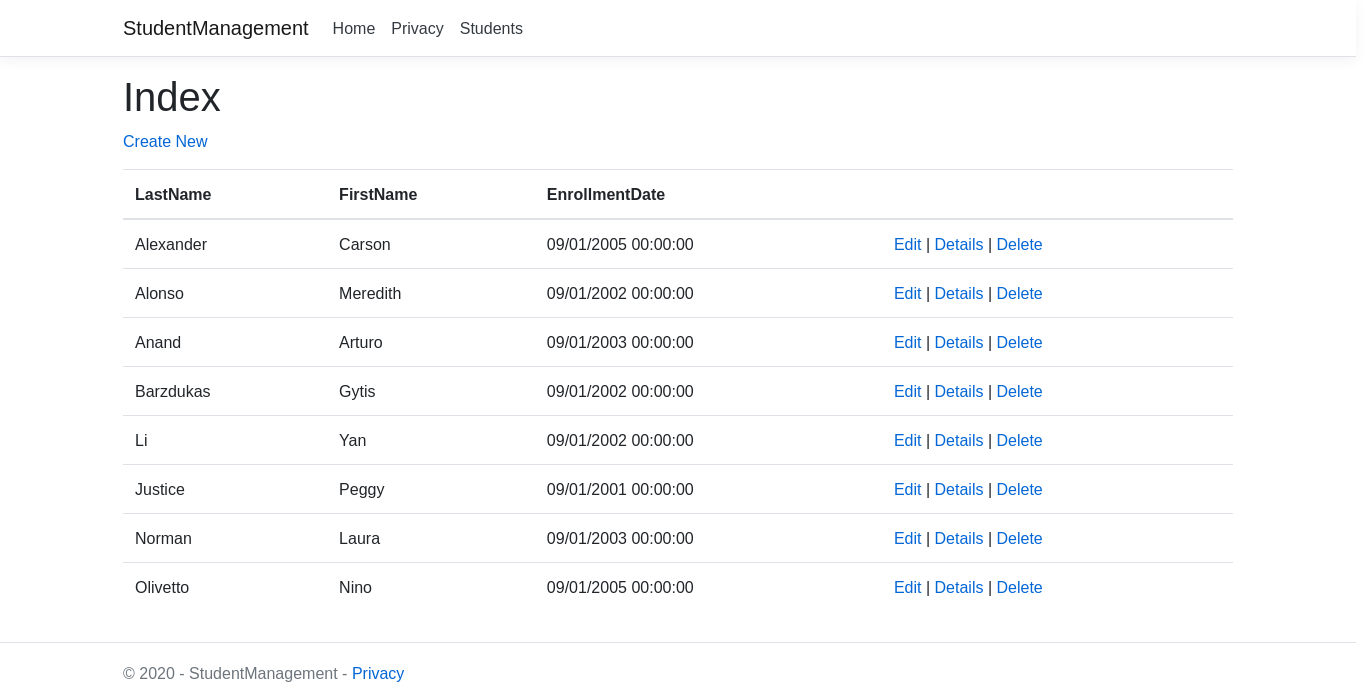 StudentManagement Home Privacy Students
Index
Create New
LastName FirstName EnrollmentDate
Alexander Carson 09/01/2005 00:00:00 Edit | Details | Delete
Alonso Meredith 09/01/2002 00:00:00 Edit | Details | Delete
Anand Arturo 09/01/2003 00:00:00 Edit | Details | Delete
Barzdukas Gytis 09/01/2002 00:00:00 Edit | Details | Delete
Li Yan 09/01/2002 00:00:00 Edit | Details | Delete
Justice Peggy 09/01/2001 00:00:00 Edit | Details | Delete
Norman Laura 09/01/2003 00:00:00 Edit | Details | Delete
Olivetto Nino 09/01/2005 00:00:00 Edit | Details | Delete
© 2020 - StudentManagement - Privacy